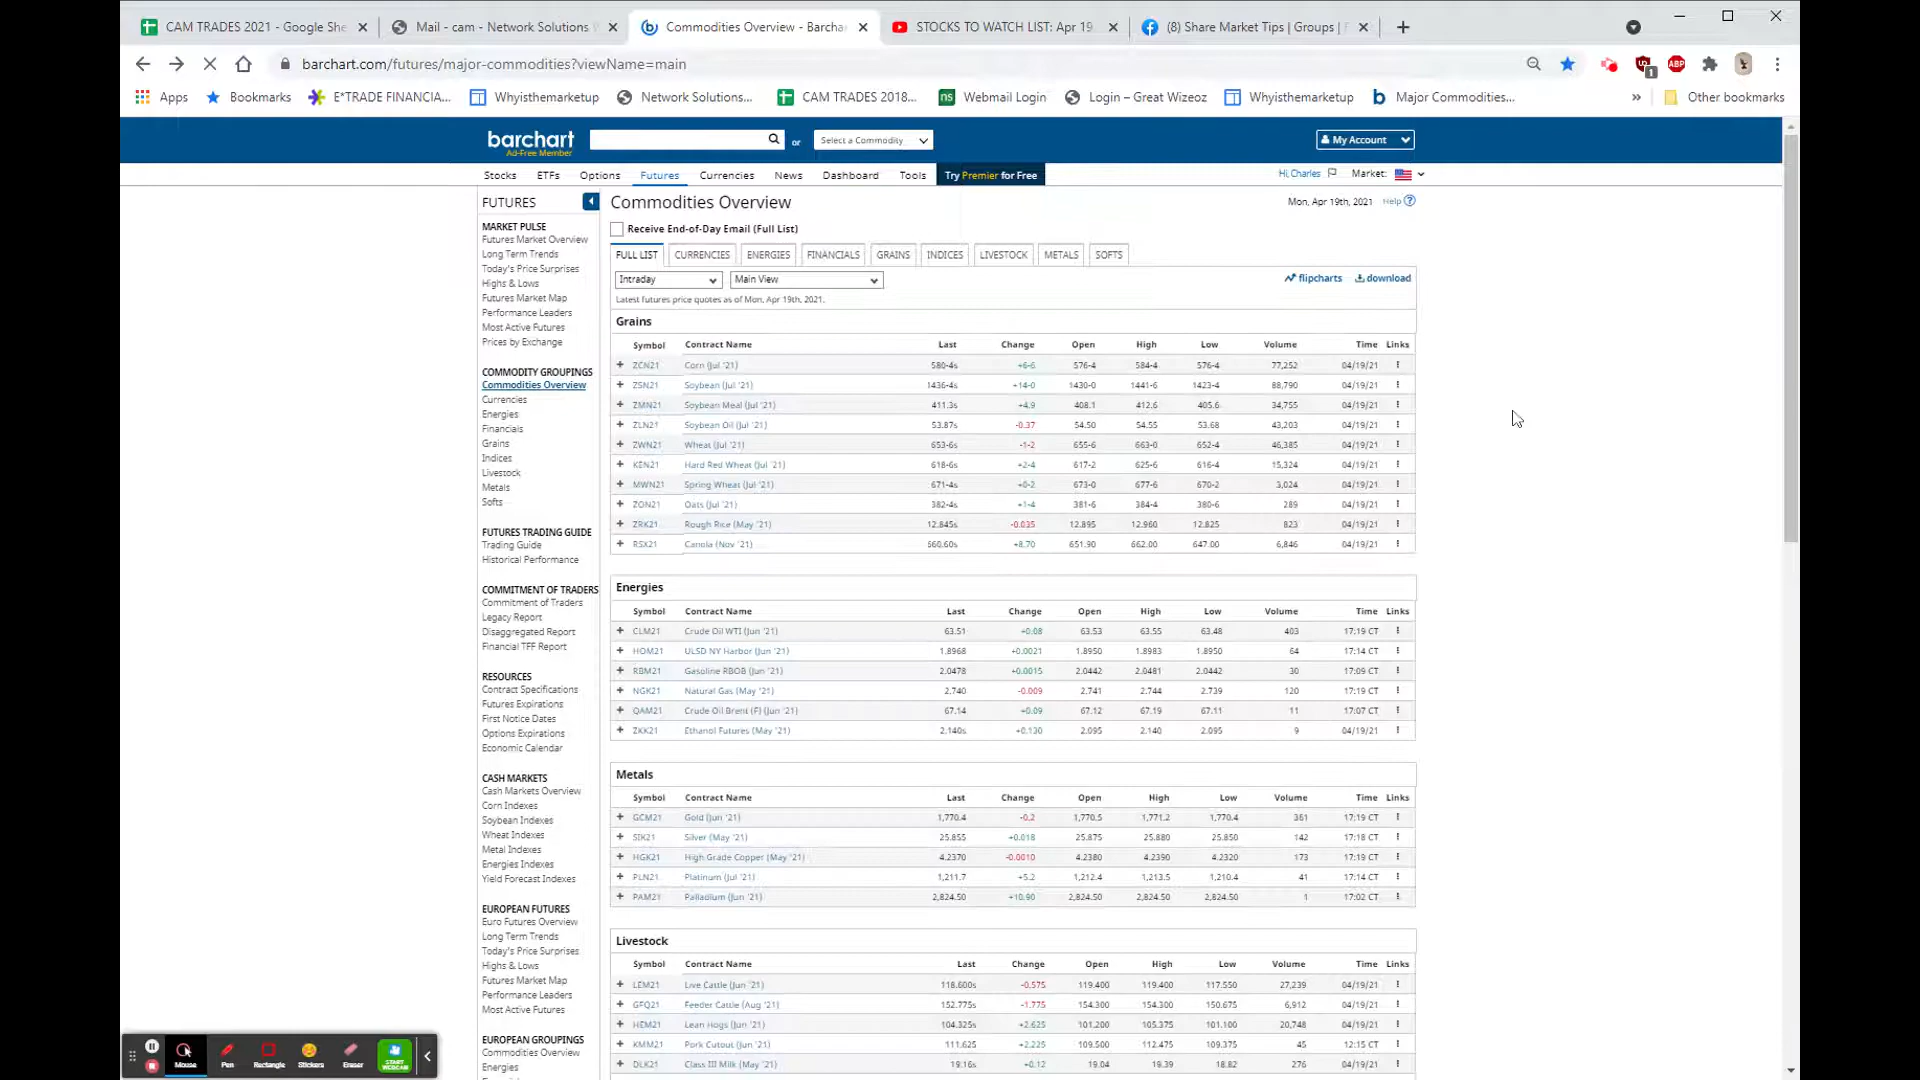 CAM TRADES 2021 - Google She
Mail - cam - Network Solutions
Commodities Overview - Barcha
STOCKS TO WATCH LIST: Apr 19
(8) Share Market Tips | Groups |
barchart.com/futures/major-commodities?viewName=main
Apps Bookmarks E*TRADE FINANCIA... Whyisthemarketup Network Solutions... CAM TRADES 2018... Webmail Login Login – Great Wizeoz Whyisthemarketup Major Commodities... » Other bookmarks
barchart
Ad-Free Member
or
Select a Commodity
My Account
Stocks ETFs Options Futures Currencies News Dashboard Tools Try Premier for Free
Hi, Charles Market:
FUTURES
MARKET PULSE
Futures Market Overview
Long Term Trends
Today's Price Surprises
Highs & Lows
Futures Market Map
Performance Leaders
Most Active Futures
Prices by Exchange
COMMODITY GROUPINGS
Commodities Overview
Currencies
Energies
Financials
Grains
Indices
Livestock
Metals
Softs
FUTURES TRADING GUIDE
Trading Guide
Historical Performance
COMMITMENT OF TRADERS
Commitment of Traders
Legacy Report
Disaggregated Report
Financial TFF Report
RESOURCES
Contract Specifications
Futures Expirations
First Notice Dates
Options Expirations
Economic Calendar
CASH MARKETS
Cash Markets Overview
Corn Indexes
Soybean Indexes
Wheat Indexes
Metal Indexes
Energies Indexes
Yield Forecast Indexes
EUROPEAN FUTURES
Euro Futures Overview
Long Term Trends
Today's Price Surprises
Highs & Lows
Futures Market Map
Performance Leaders
Most Active Futures
EUROPEAN GROUPINGS
Commodities Overview
Energies
Commodities Overview
Mon, Apr 19th, 2021 Help
Receive End-of-Day Email (Full List)
FULL LIST CURRENCIES ENERGIES FINANCIALS GRAINS INDICES LIVESTOCK METALS SOFTS
Intraday Main View flipcharts download
Latest futures price quotes as of Mon, Apr 19th, 2021.
Grains
Symbol Contract Name Last Change Open High Low Volume Time Links
+ ZCN21 Corn (Jul '21) 580-4s +6-6 576-4 584-4 576-4 77,252 04/19/21
+ ZSN21 Soybean (Jul '21) 1436-4s +14-0 1430-0 1441-6 1423-4 88,790 04/19/21
+ ZMN21 Soybean Meal (Jul '21) 411.3s +4.9 408.1 412.6 405.6 34,755 04/19/21
+ ZLN21 Soybean Oil (Jul '21) 53.87s -0.37 54.50 54.55 53.68 43,203 04/19/21
+ ZWN21 Wheat (Jul '21) 653-6s -1-2 655-6 663-0 652-4 46,385 04/19/21
+ KEN21 Hard Red Wheat (Jul '21) 618-6s +2-4 617-2 625-6 616-4 15,324 04/19/21
+ MWN21 Spring Wheat (Jul '21) 671-4s +0-2 673-0 677-6 670-2 3,024 04/19/21
+ ZON21 Oats (Jul '21) 382-4s +1-4 381-6 384-4 380-6 289 04/19/21
+ ZRK21 Rough Rice (May '21) 12.845s -0.035 12.895 12.960 12.825 823 04/19/21
+ RSX21 Canola (Nov '21) 660.60s +8.70 651.90 662.00 647.00 6,846 04/19/21
Energies
Symbol Contract Name Last Change Open High Low Volume Time Links
+ CLM21 Crude Oil WTI (Jun '21) 63.51 +0.08 63.53 63.55 63.48 403 17:19 CT
+ HOM21 ULSD NY Harbor (Jun '21) 1.8968 +0.0021 1.8950 1.8983 1.8950 64 17:14 CT
+ RBM21 Gasoline RBOB (Jun '21) 2.0478 +0.0015 2.0442 2.0481 2.0442 30 17:09 CT
+ NGK21 Natural Gas (May '21) 2.740 -0.009 2.741 2.744 2.739 120 17:19 CT
+ QAM21 Crude Oil Brent (F) (Jun '21) 67.14 +0.09 67.12 67.19 67.11 11 17:07 CT
+ ZKK21 Ethanol Futures (May '21) 2.140s +0.130 2.095 2.140 2.095 9 04/19/21
Metals
Symbol Contract Name Last Change Open High Low Volume Time Links
+ GCM21 Gold (Jun '21) 1,770.4 -0.2 1,770.5 1,771.2 1,770.4 361 17:19 CT
+ SIK21 Silver (May '21) 25.855 +0.018 25.875 25.880 25.850 142 17:18 CT
+ HGK21 High Grade Copper (May '21) 4.2370 -0.0010 4.2380 4.2390 4.2320 173 17:19 CT
+ PLN21 Platinum (Jul '21) 1,211.7 +5.2 1,212.4 1,213.5 1,210.4 41 17:14 CT
+ PAM21 Palladium (Jun '21) 2,824.50 +10.90 2,824.50 2,824.50 2,824.50 1 17:02 CT
Livestock
Symbol Contract Name Last Change Open High Low Volume Time Links
+ LEM21 Live Cattle (Jun '21) 118.600s -0.575 119.400 119.400 117.550 27,239 04/19/21
+ GFQ21 Feeder Cattle (Aug '21) 152.775s -1.775 154.300 154.300 150.675 6,912 04/19/21
+ HEM21 Lean Hogs (Jun '21) 104.325s +2.625 101.200 105.375 101.100 20,748 04/19/21
+ KMM21 Pork Cutout (Jun '21) 111.625 +2.225 109.500 112.475 109.375 45 12:15 CT
+ DLK21 Class III Milk (May '21) 19.16s +0.12 19.04 19.39 18.82 276 04/19/21
Mouse Pen Rectangle Stickers Eraser START WEBCAM